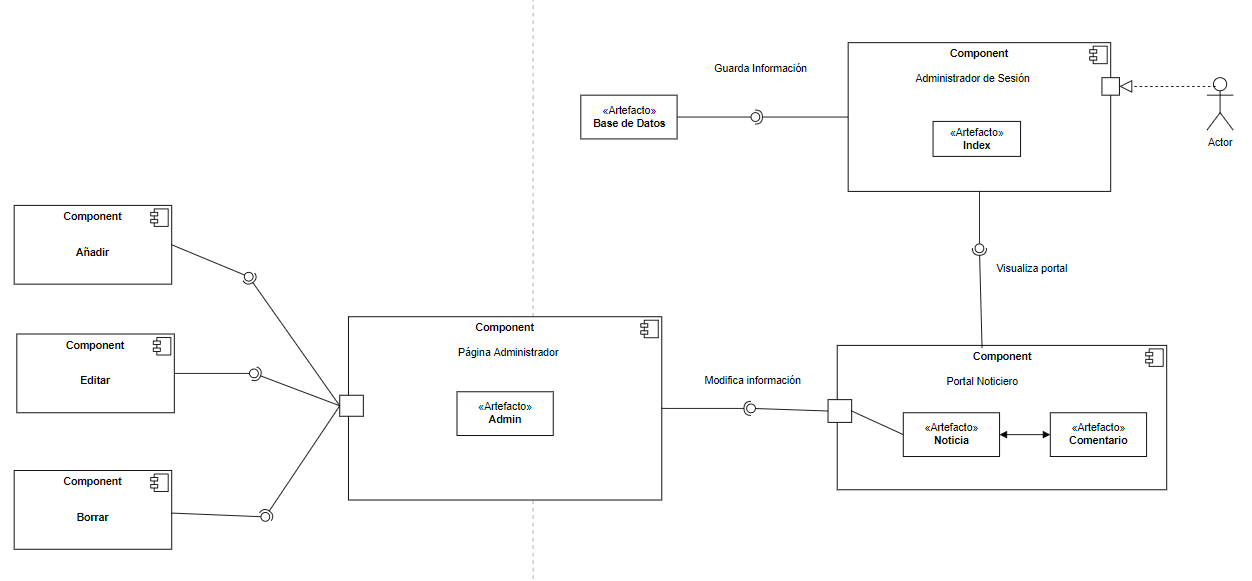 Component
Administrador de Sesión
«Artefacto»
Index
Actor
Guarda Información
«Artefacto»
Base de Datos
Visualiza portal
Component
Añadir
Component
Editar
Component
Borrar
Component
Página Administrador
«Artefacto»
Admin
Modifica información
Component
Portal Noticiero
«Artefacto»
Noticia
«Artefacto»
Comentario